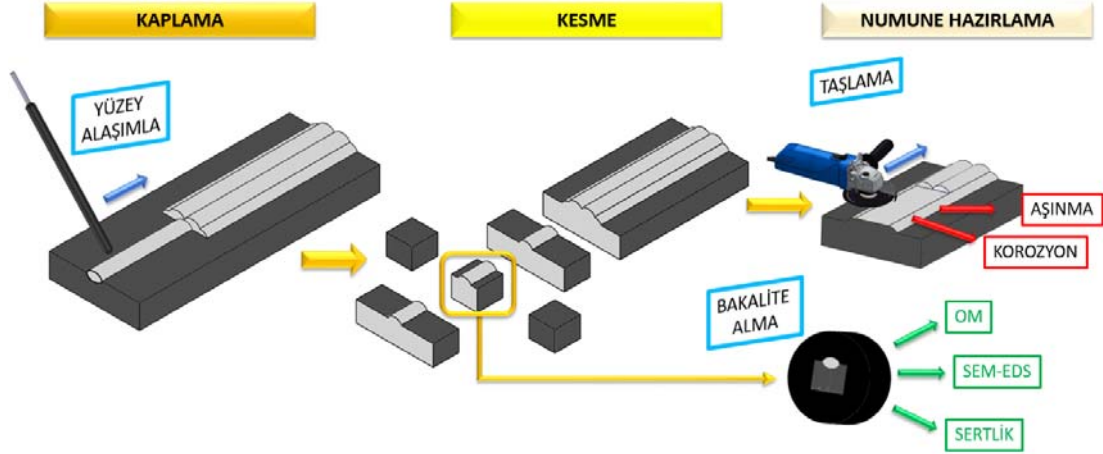 KAPLAMA
KESME
NUMUNE HAZIRLAMA
YÜZEY
ALAŞIMLA
TAŞLAMA
AŞINMA
KOROZYON
BAKALİTE
ALMA
OM
SEM-EDS
SERTLİK